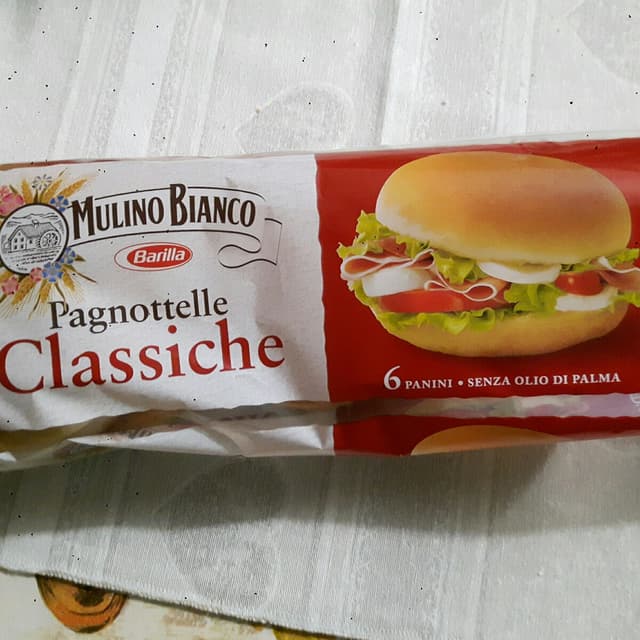 MULINO BIANCO
Barilla
Pagnottelle
Classiche
6 PANINI • SENZA OLIO DI PALMA